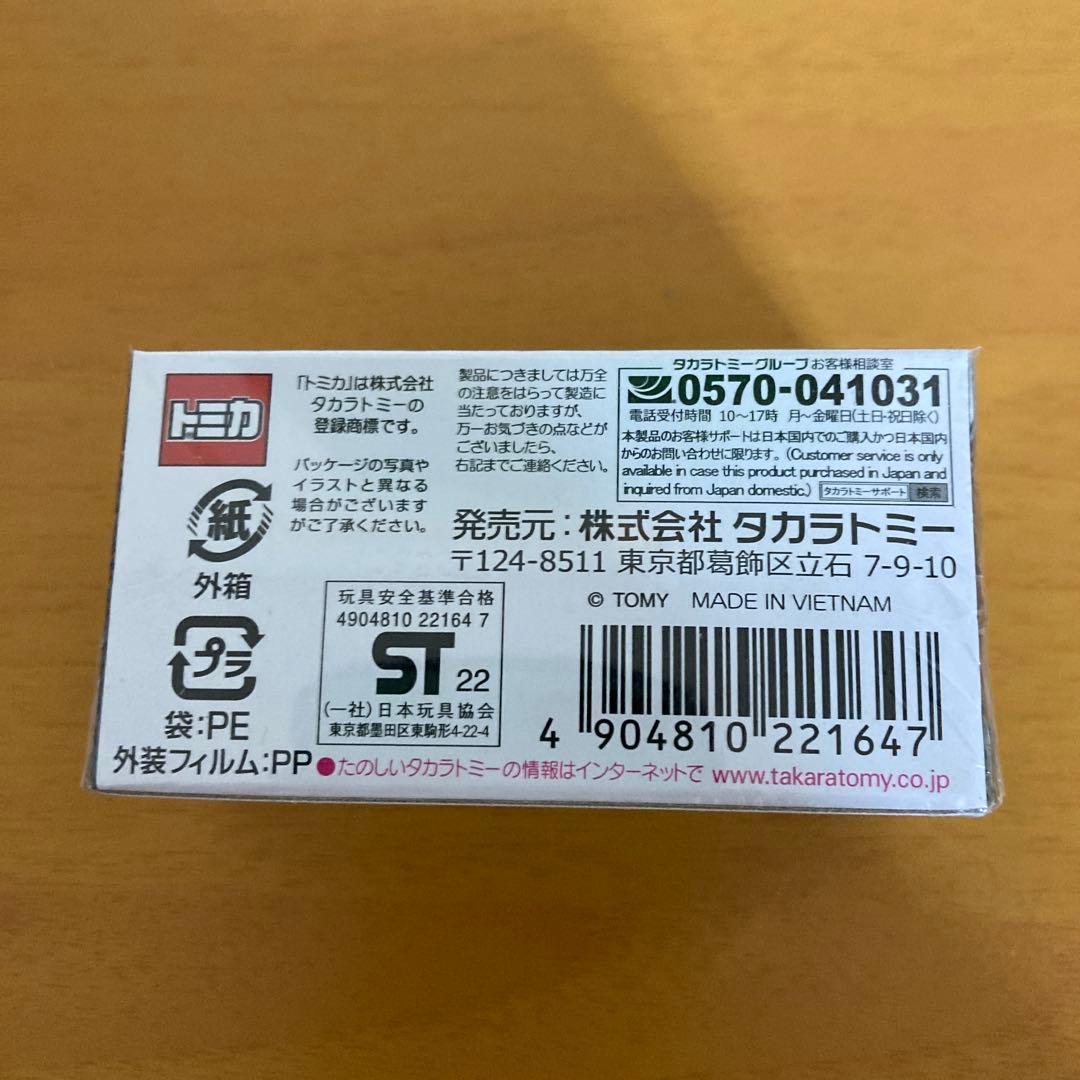 トミカ
「トミカ」は株式会社
タカラトミーの
登録商標です。
パッケージの写真や
イラストと異なる
場合がございます
がご了承ください。
製品につきましては万全
の注意をはらって製造に
当たっておりますが、
万一お気づきの点などが
ございましたら、
右記までご連絡ください。
タカラトミーグループお客様相談室
0570-041031
電話受付時間 10〜17時 月〜金曜日(土日・祝日除く)
本製品のお客様サポートは日本国内でのご購入かつ日本国内
からのお問い合わせに限ります。(Customer service is only
available in case this product purchased in Japan and
inquired from Japan domestic.) タカラトミーサポート 検索
発売元:株式会社 タカラトミー
〒124-8511 東京都葛飾区立石 7-9-10
© TOMY MADE IN VIETNAM
紙
外箱
プラ
袋:PE
外装フィルム:PP
玩具安全基準合格
4904810 22164 7
ST 22
(一社)日本玩具協会
東京都墨田区東駒形4-22-4
4 904810 221647
●たのしいタカラトミーの情報はインターネットで www.takaratomy.co.jp